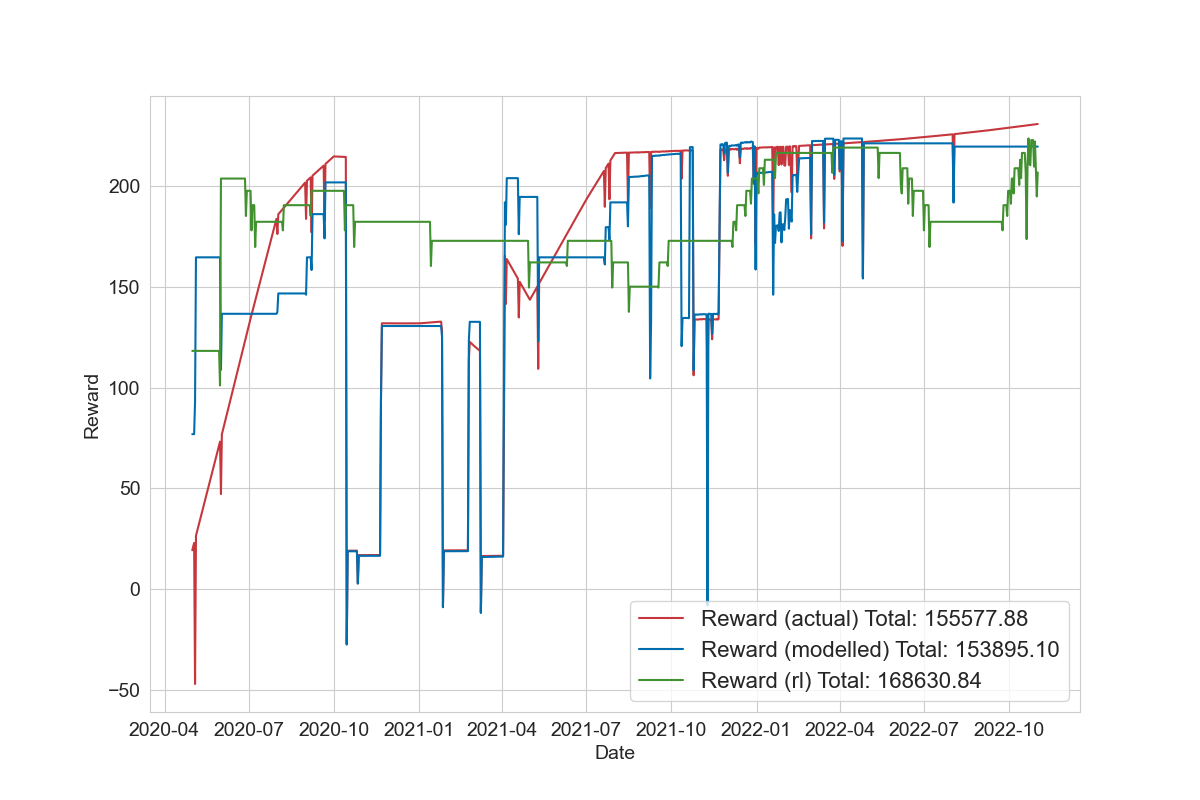 200
150
100
50
0
−50
Reward
2020-04 2020-07 2020-10 2021-01 2021-04 2021-07 2021-10 2022-01 2022-04 2022-07 2022-10
Date
Reward (actual) Total: 155577.88
Reward (modelled) Total: 153895.10
Reward (rl) Total: 168630.84